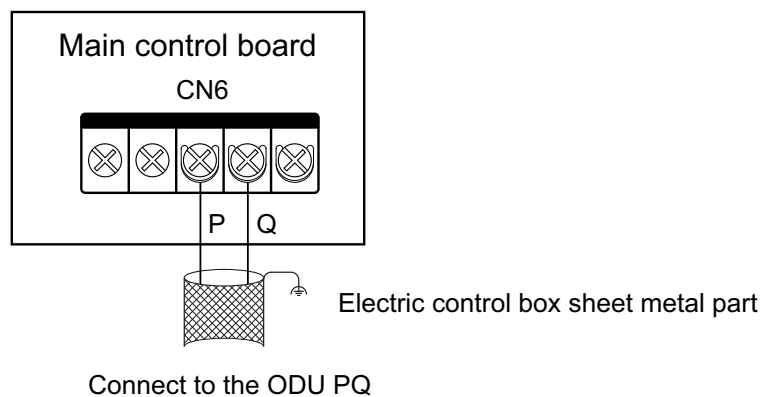 Main control board
CN6
P Q
Electric control box sheet metal part
Connect to the ODU PQ